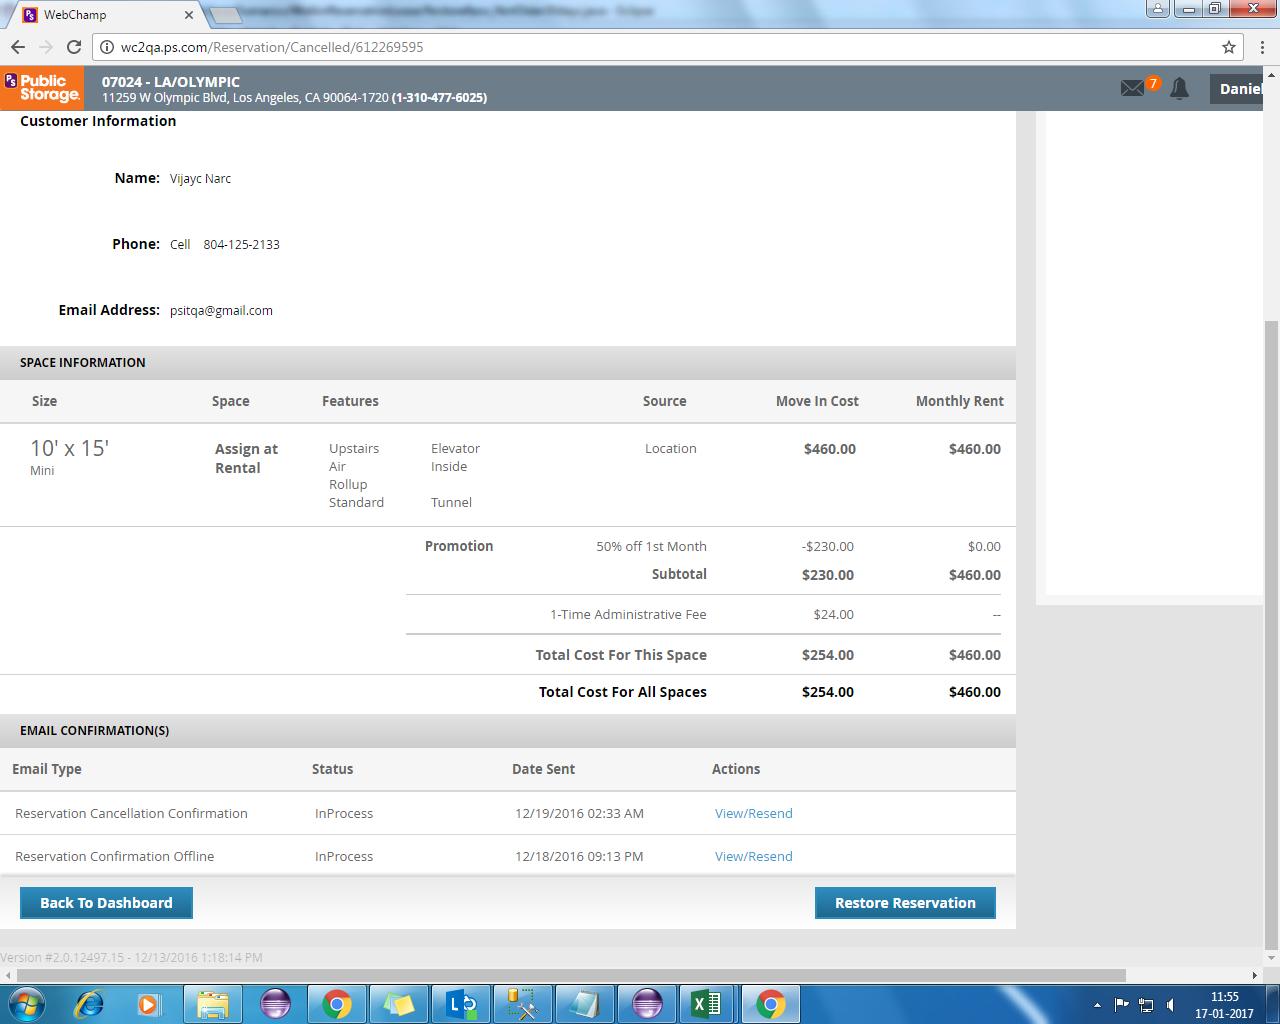 WebChamp
wc2qa.ps.com/Reservation/Cancelled/612269595
PS Public Storage.
07024 - LA/OLYMPIC
11259 W Olympic Blvd, Los Angeles, CA 90064-1720 (1-310-477-6025)
7
Daniel
Customer Information
Name: Vijayc Narc
Phone: Cell 804-125-2133
Email Address: psitqa@gmail.com
SPACE INFORMATION
Size Space Features Source Move In Cost Monthly Rent
10' x 15' Assign at Upstairs Elevator Location $460.00 $460.00
Mini Rental Air Inside
Rollup
Standard Tunnel
Promotion 50% off 1st Month -$230.00 $0.00
Subtotal $230.00 $460.00
1-Time Administrative Fee $24.00 --
Total Cost For This Space $254.00 $460.00
Total Cost For All Spaces $254.00 $460.00
EMAIL CONFIRMATION(S)
Email Type Status Date Sent Actions
Reservation Cancellation Confirmation InProcess 12/19/2016 02:33 AM View/Resend
Reservation Confirmation Offline InProcess 12/18/2016 09:13 PM View/Resend
Back To Dashboard Restore Reservation
Version #2.0.12497.15 - 12/13/2016 1:18:14 PM
11:55
17-01-2017